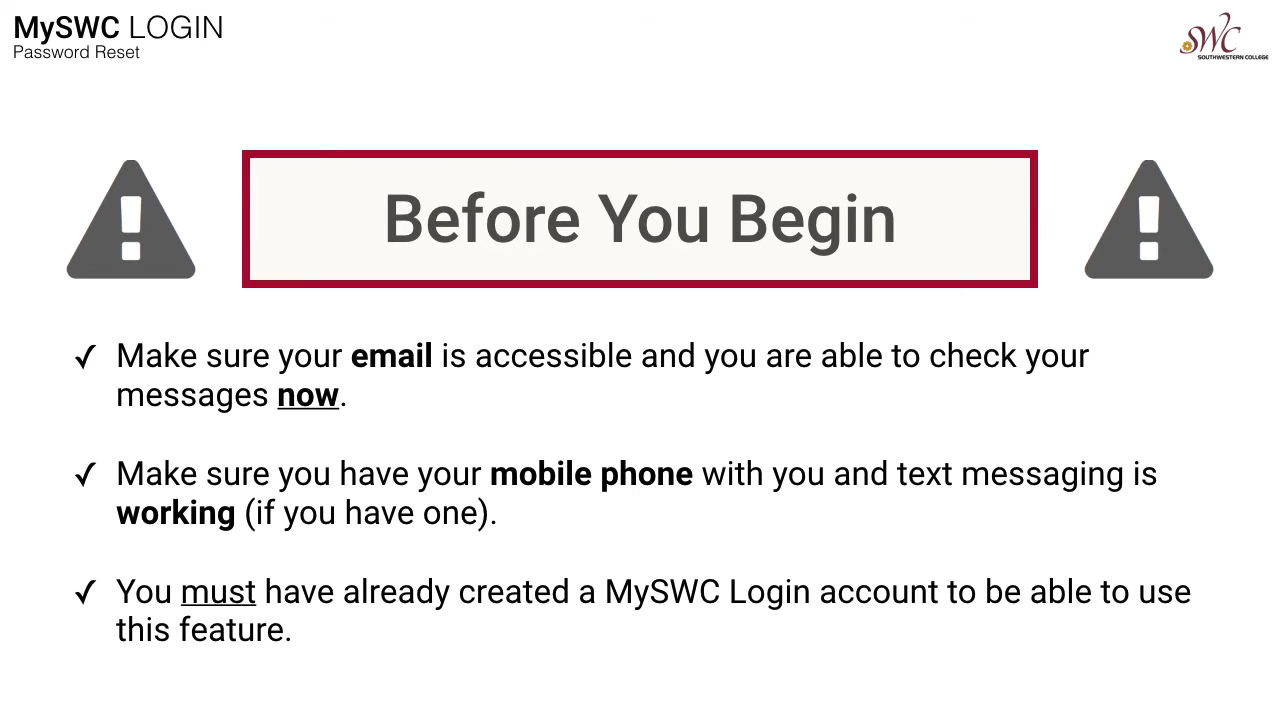 MySWC LOGIN
Password Reset
SWC
SOUTHWESTERN COLLEGE
Before You Begin
✓ Make sure your email is accessible and you are able to check your
messages now.
✓ Make sure you have your mobile phone with you and text messaging is
working (if you have one).
✓ You must have already created a MySWC Login account to be able to use
this feature.